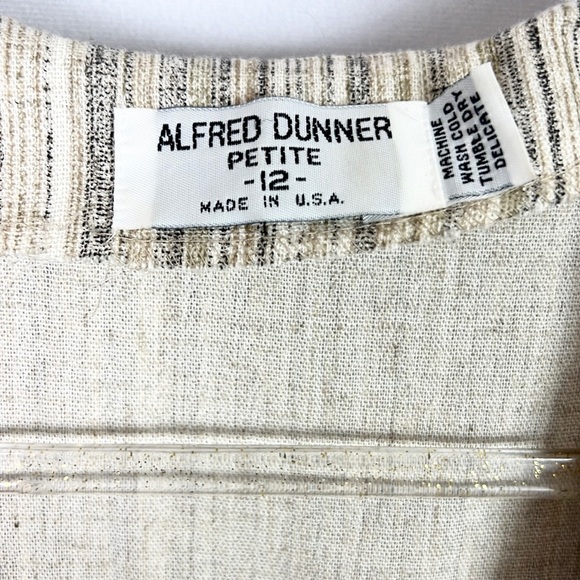 ALFRED DUNNER
PETITE
-12-
MADE IN U.S.A.
MACHINE
WASH COLD
TUMBLE DRY
DELICATE